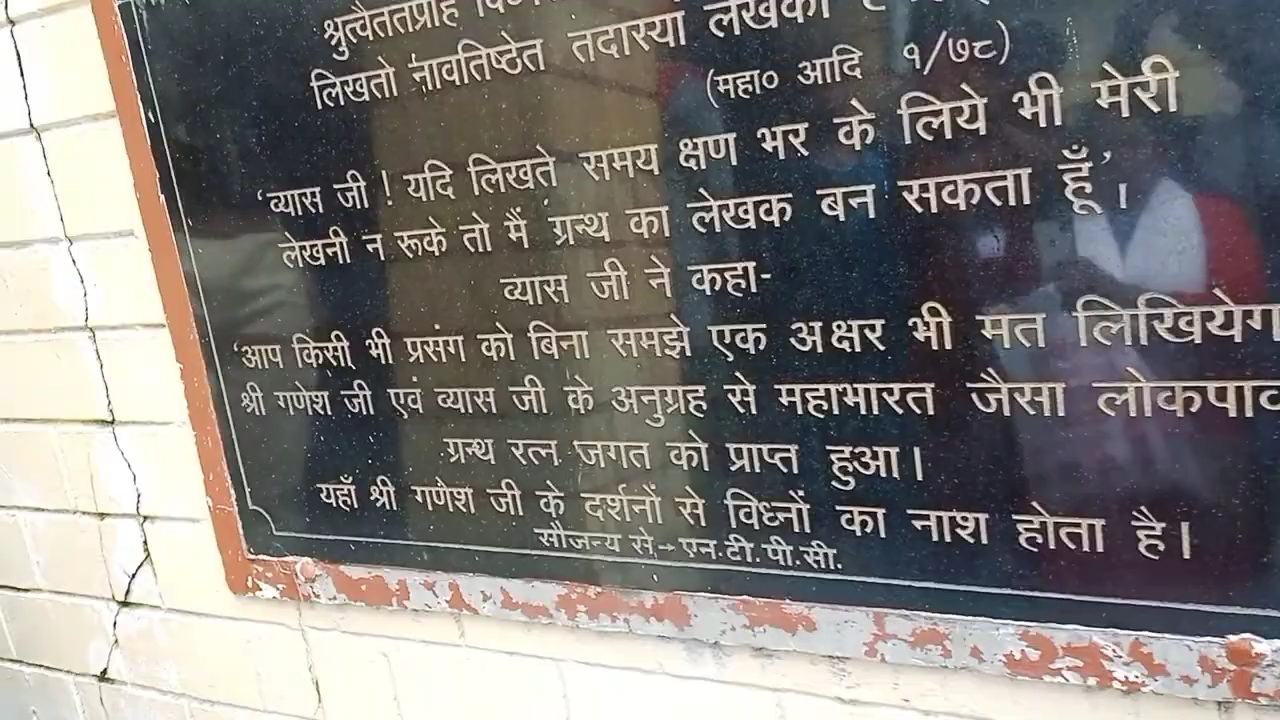 श्रुत्वैततप्राह
लिखतो नावतिष्ठेत तदास्यां लेखको
(महा० आदि १/७८)
‘व्यास जी ! यदि लिखते समय क्षण भर के लिये भी मेरी
लेखनी न रूके तो मैं ग्रन्थ का लेखक बन सकता हूँ’।
व्यास जी ने कहा-
‘आप किसी भी प्रसंग को बिना समझे एक अक्षर भी मत लिखियेग
श्री गणेश जी एवं व्यास जी के अनुग्रह से महाभारत जैसा लोकपाव
ग्रन्थ रत्न जगत को प्राप्त हुआ।
यहाँ श्री गणेश जी के दर्शनों से विघ्नों का नाश होता है।
सौजन्य से→एन.टी.पी.सी.